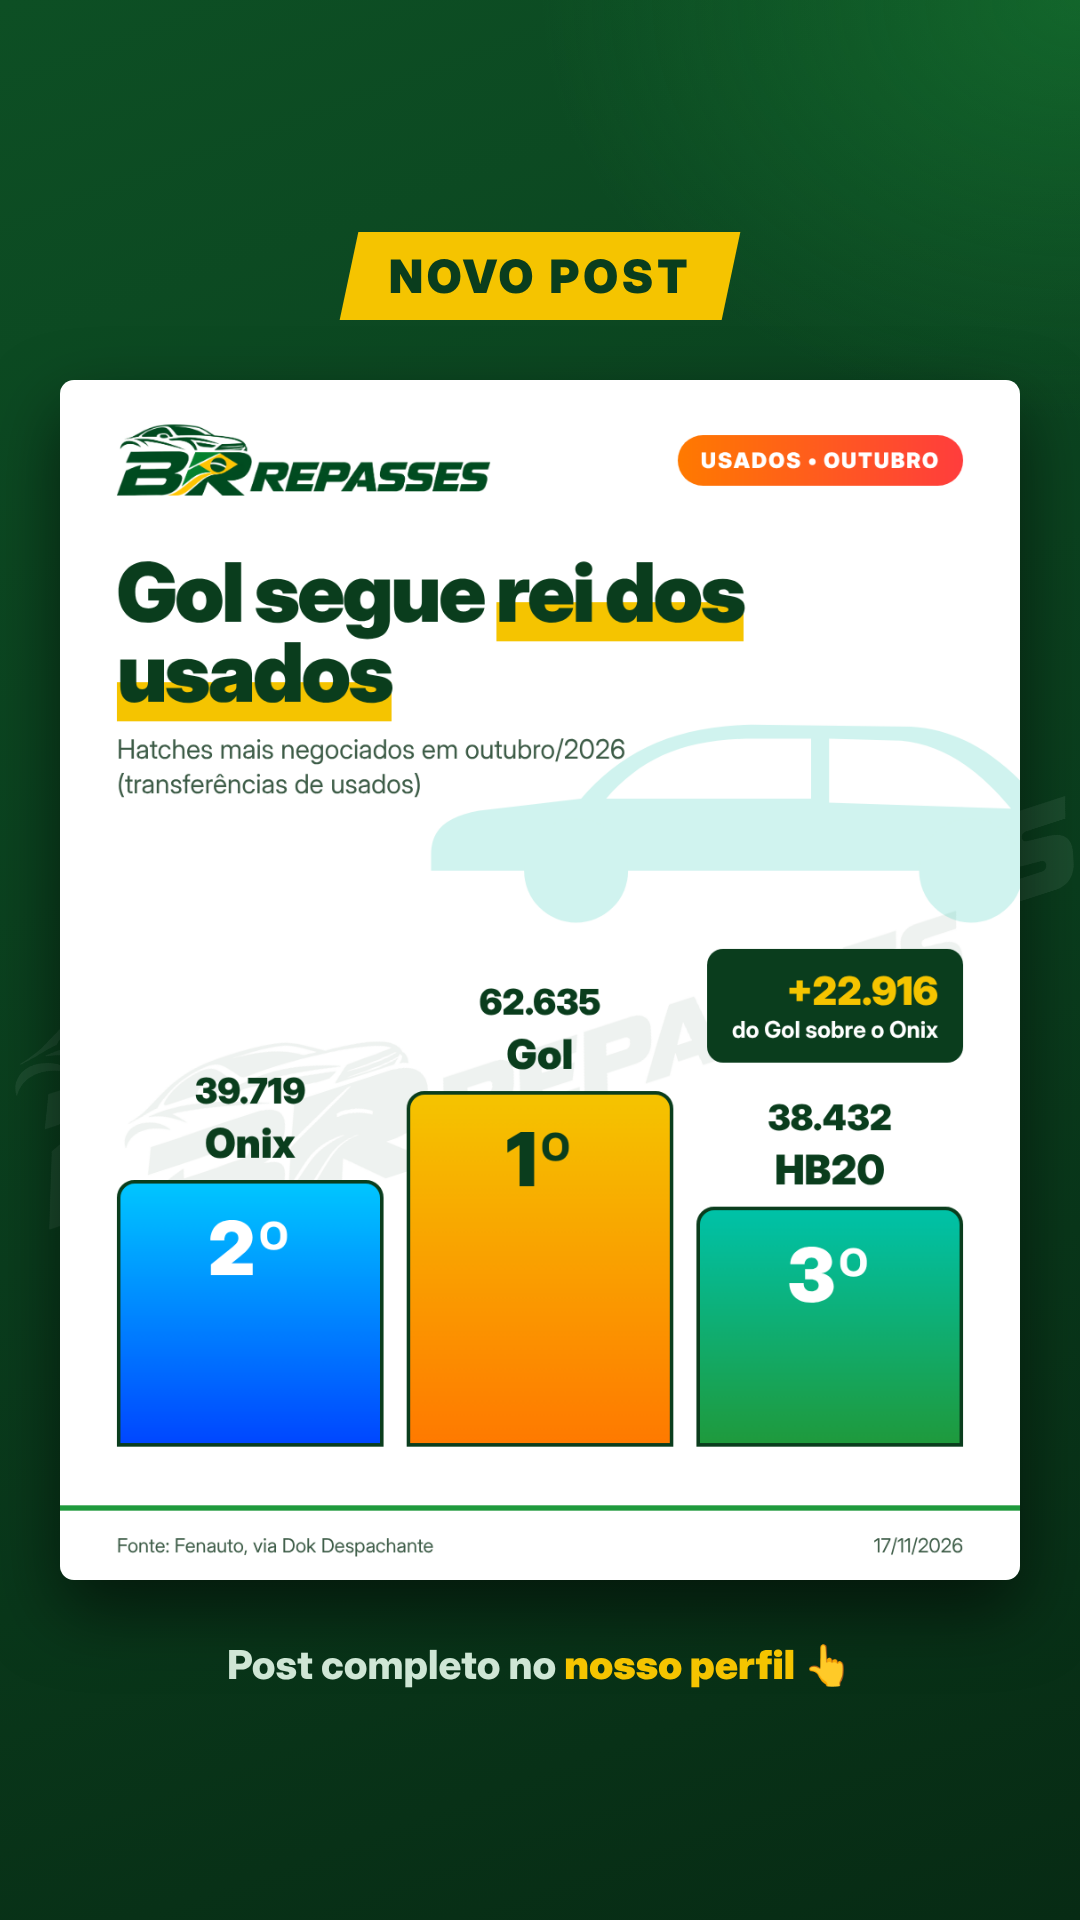 NOVO POST
BR REPASSES
USADOS • OUTUBRO
Gol segue rei dos
usados
Hatches mais negociados em outubro/2026
(transferências de usados)
+22.916
do Gol sobre o Onix
62.635
Gol
1º
39.719
Onix
2º
38.432
HB20
3º
Fonte: Fenauto, via Dok Despachante
17/11/2026
Post completo no nosso perfil 👆